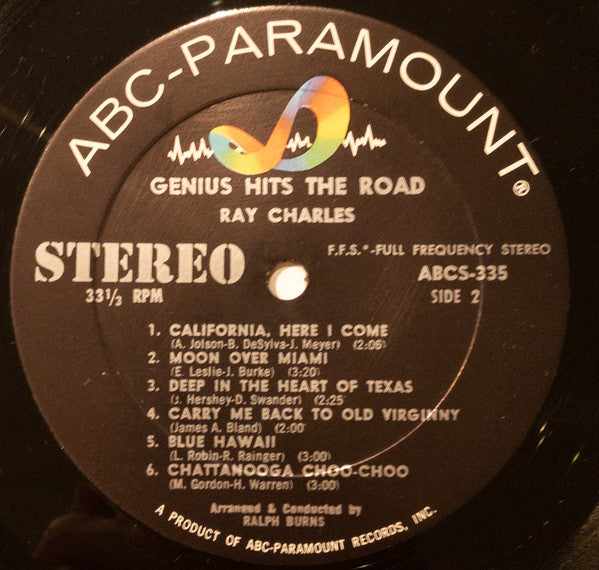 ABC-PARAMOUNT®
GENIUS HITS THE ROAD
RAY CHARLES
STEREO
33 1/3 RPM
F.F.S.*-FULL FREQUENCY STEREO
ABCS-335
SIDE 2
1. CALIFORNIA, HERE I COME
(A. Jolson-B. DeSylva-J. Meyer) (2:06)
2. MOON OVER MIAMI
(E. Leslie-J. Burke) (3:20)
3. DEEP IN THE HEART OF TEXAS
(J. Hershey-D. Swander) (2:25)
4. CARRY ME BACK TO OLD VIRGINNY
(James A. Bland) (2:00)
5. BLUE HAWAII
(L. Robin-R. Rainger) (3:00)
6. CHATTANOOGA CHOO-CHOO
(M. Gordon-H. Warren) (3:00)
Arranged & Conducted by
RALPH BURNS
A PRODUCT OF ABC-PARAMOUNT RECORDS, INC.